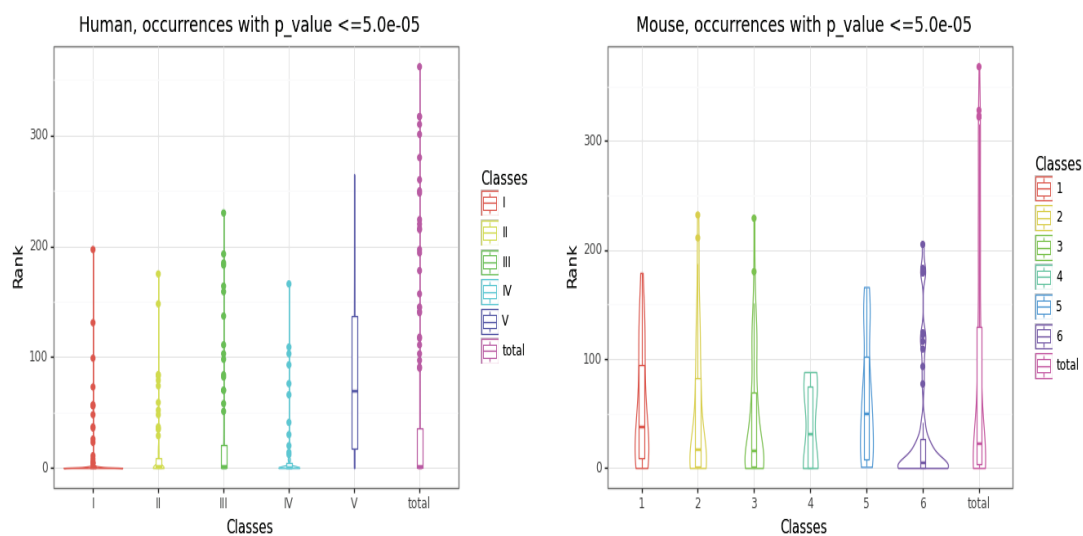 Human, occurrences with p_value <=5.0e-05
Rank
300
200
100
0
I II III IV V total
Classes
Classes
I
II
III
IV
V
total
Mouse, occurrences with p_value <=5.0e-05
Rank
300
200
100
0
1 2 3 4 5 6 total
Classes
Classes
1
2
3
4
5
6
total